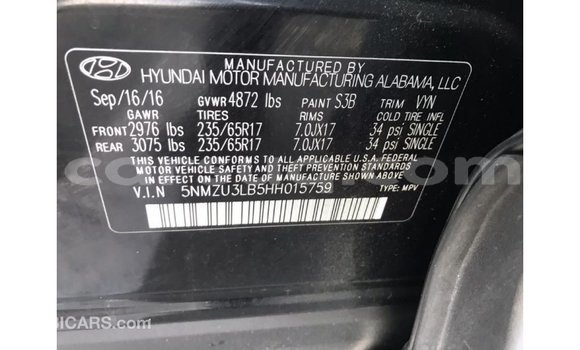 MANUFACTURED BY
HYUNDAI MOTOR MANUFACTURING ALABAMA, LLC
Sep/16/16 GVWR 4872 lbs PAINT S3B TRIM VYN
GAWR TIRES RIMS COLD TIRE INFL
FRONT 2976 lbs 235/65R17 7.0JX17 34 psi SINGLE
REAR 3075 lbs 235/65R17 7.0JX17 34 psi SINGLE
THIS VEHICLE CONFORMS TO ALL APPLICABLE U.S.A. FEDERAL
MOTOR VEHICLE SAFETY AND THEFT PREVENTION STANDARDS
IN EFFECT ON THE DATE OF MANUFACTURE SHOWN ABOVE
V.I.N 5NMZU3LB5HH015759 TYPE: MPV
BICARS.com